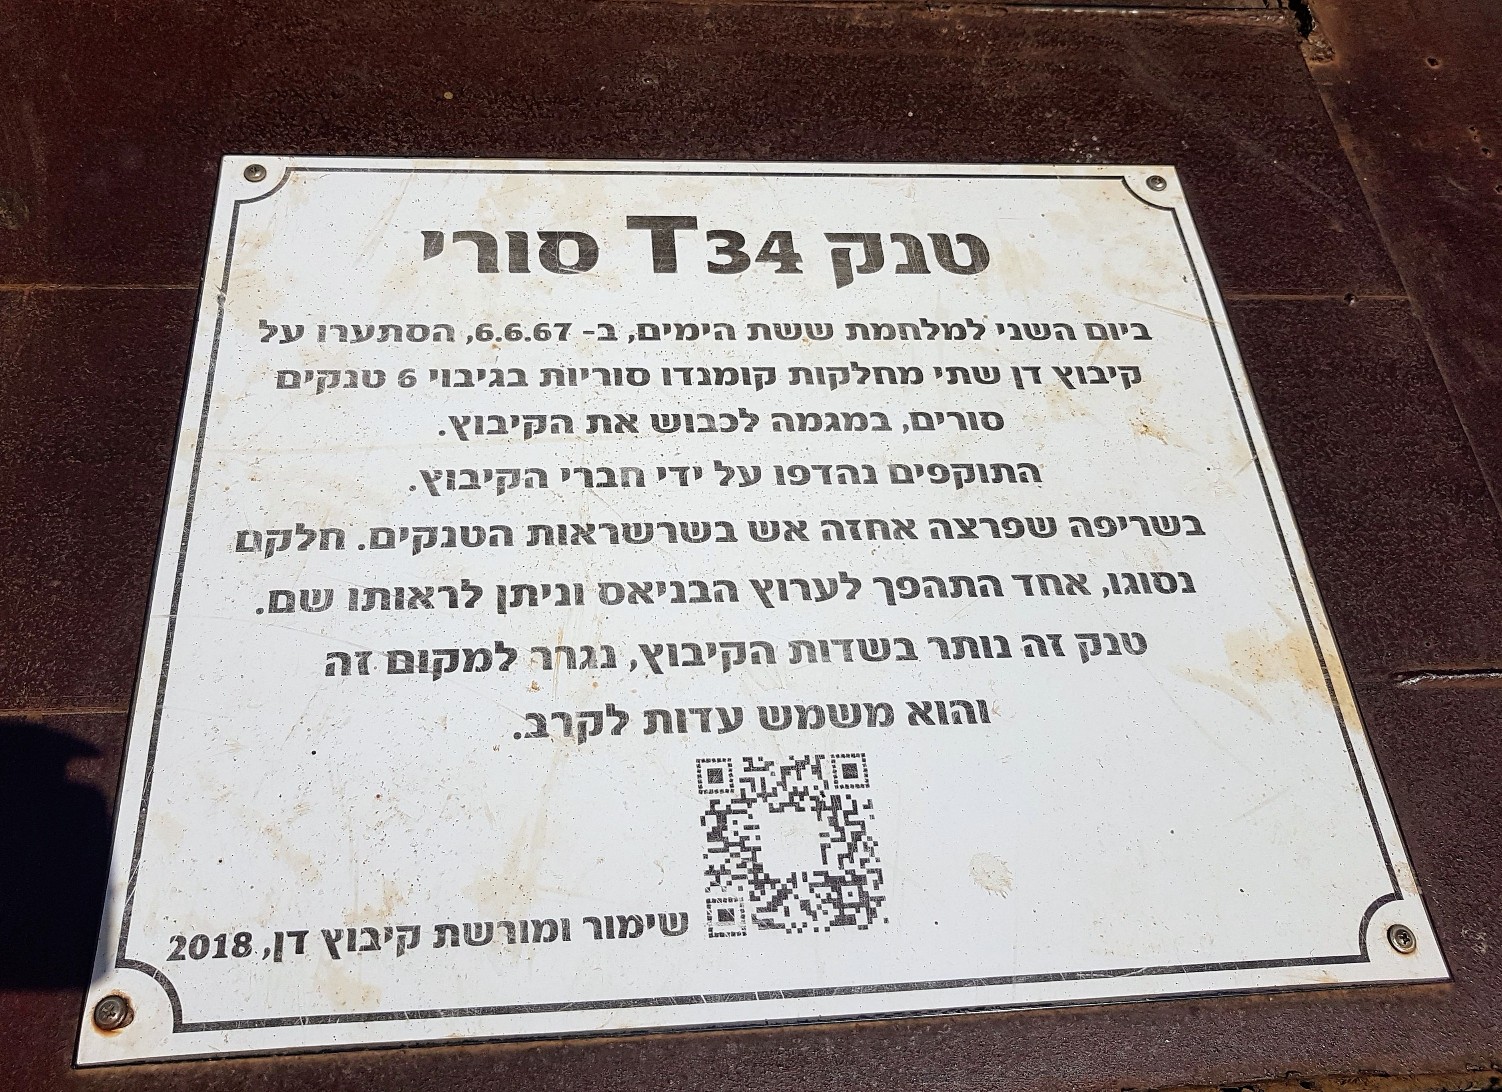 טנק T34 סורי
ביום השני למלחמת ששת הימים, ב- 6.6.67, הסתערו על
קיבוץ דן שתי מחלקות קומנדו סוריות בגיבוי 6 טנקים
סורים, במגמה לכבוש את הקיבוץ.
התוקפים נהדפו על ידי חברי הקיבוץ.
בשריפה שפרצה אחזה אש בשרשראות הטנקים. חלקם
נסוגו, אחד התהפך לערוץ הבניאס וניתן לראותו שם.
טנק זה נותר בשדות הקיבוץ, נגרר למקום זה
והוא משמש עדות לקרב.
שימור ומורשת קיבוץ דן, 2018